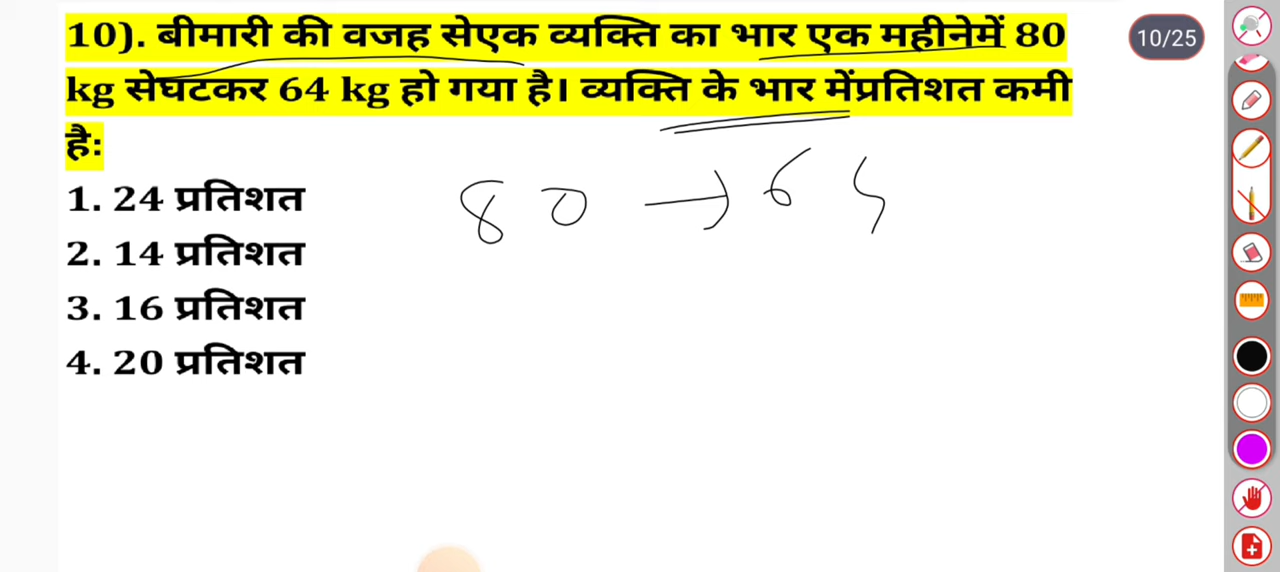 10). बीमारी की वजह सेएक व्यक्ति का भार एक महीनेमें 80
kg सेघटकर 64 kg हो गया है। व्यक्ति के भार मेंप्रतिशत कमी
है:
1. 24 प्रतिशत
2. 14 प्रतिशत
3. 16 प्रतिशत
4. 20 प्रतिशत
80 → 64
10/25